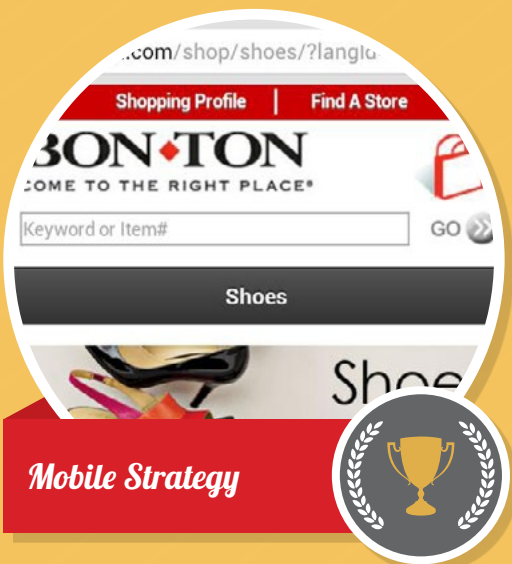 .com/shop/shoes/?langId-
Shopping Profile | Find A Store
BON♦TON
COME TO THE RIGHT PLACE®
Keyword or Item#
GO
Shoes
Shoe
Mobile Strategy